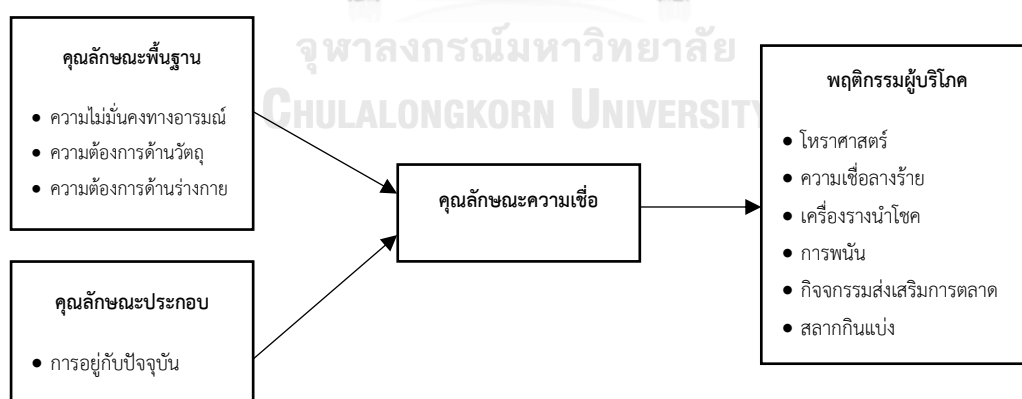 จุฬาลงกรณ์มหาวิทยาลัย
CHULALONGKORN UNIVERSITY
คุณลักษณะพื้นฐาน
● ความไม่มั่นคงทางอารมณ์
● ความต้องการด้านวัตถุ
● ความต้องการด้านร่างกาย
คุณลักษณะประกอบ
● การอยู่กับปัจจุบัน
คุณลักษณะความเชื่อ
พฤติกรรมผู้บริโภค
● โหราศาสตร์
● ความเชื่อลางร้าย
● เครื่องรางนำโชค
● การพนัน
● กิจจกรรมส่งเสริมการตลาด
● สลากกินแบ่ง